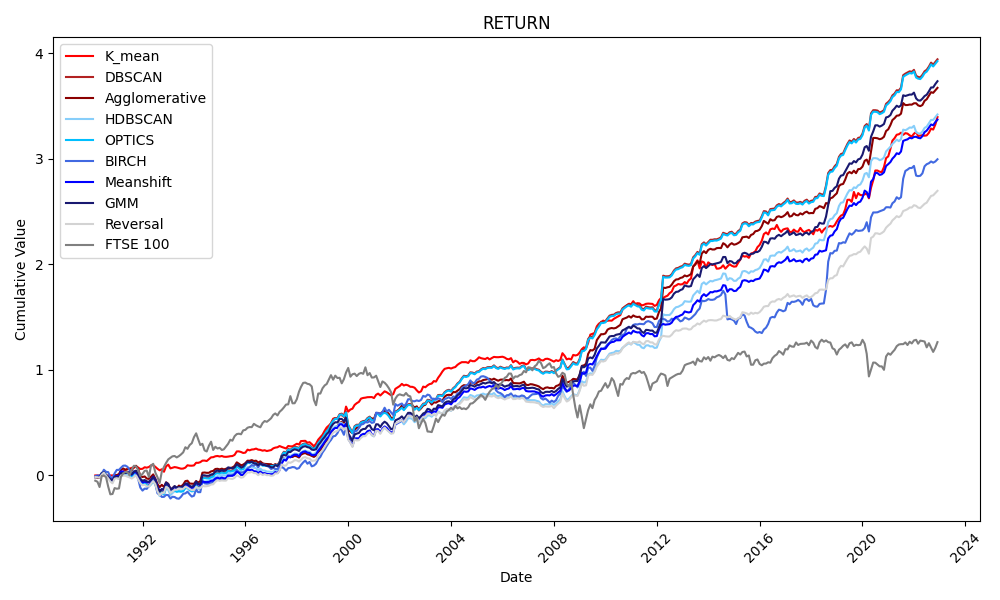 RETURN
K_mean
DBSCAN
Agglomerative
HDBSCAN
OPTICS
BIRCH
Meanshift
GMM
Reversal
FTSE 100
Cumulative Value
4
3
2
1
0
1992
1996
2000
2004
2008
2012
2016
2020
2024
Date